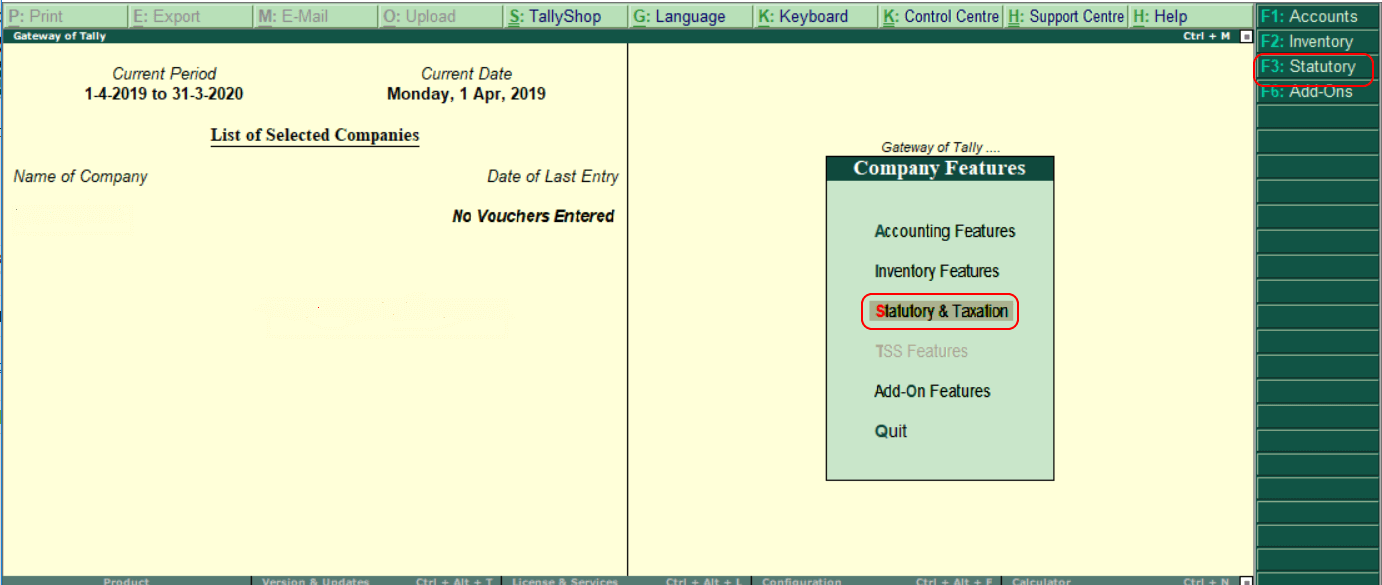 P: Print E: Export M: E-Mail O: Upload S: TallyShop G: Language K: Keyboard K: Control Centre H: Support Centre H: Help
Gateway of Tally Ctrl + M
Current Period Current Date
1-4-2019 to 31-3-2020 Monday, 1 Apr, 2019
List of Selected Companies
Name of Company Date of Last Entry
No Vouchers Entered
Gateway of Tally ....
Company Features
Accounting Features
Inventory Features
Statutory & Taxation
TSS Features
Add-On Features
Quit
F1: Accounts
F2: Inventory
F3: Statutory
F6: Add-Ons
Product Version & Updates Ctrl + Alt + T License & Services Ctrl + Alt + L Configuration Ctrl + Alt + F Calculator Ctrl + N